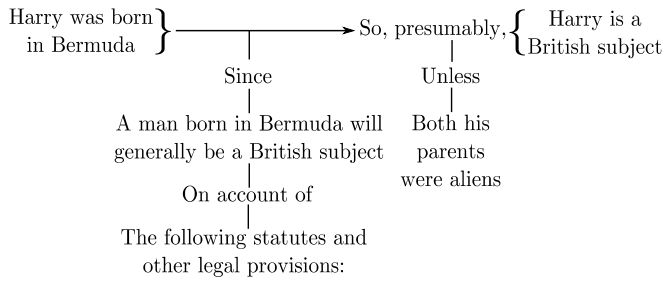 Harry was born
in Bermuda
So, presumably,
Harry is a
British subject
Since
Unless
A man born in Bermuda will
generally be a British subject
Both his
parents
were aliens
On account of
The following statutes and
other legal provisions: